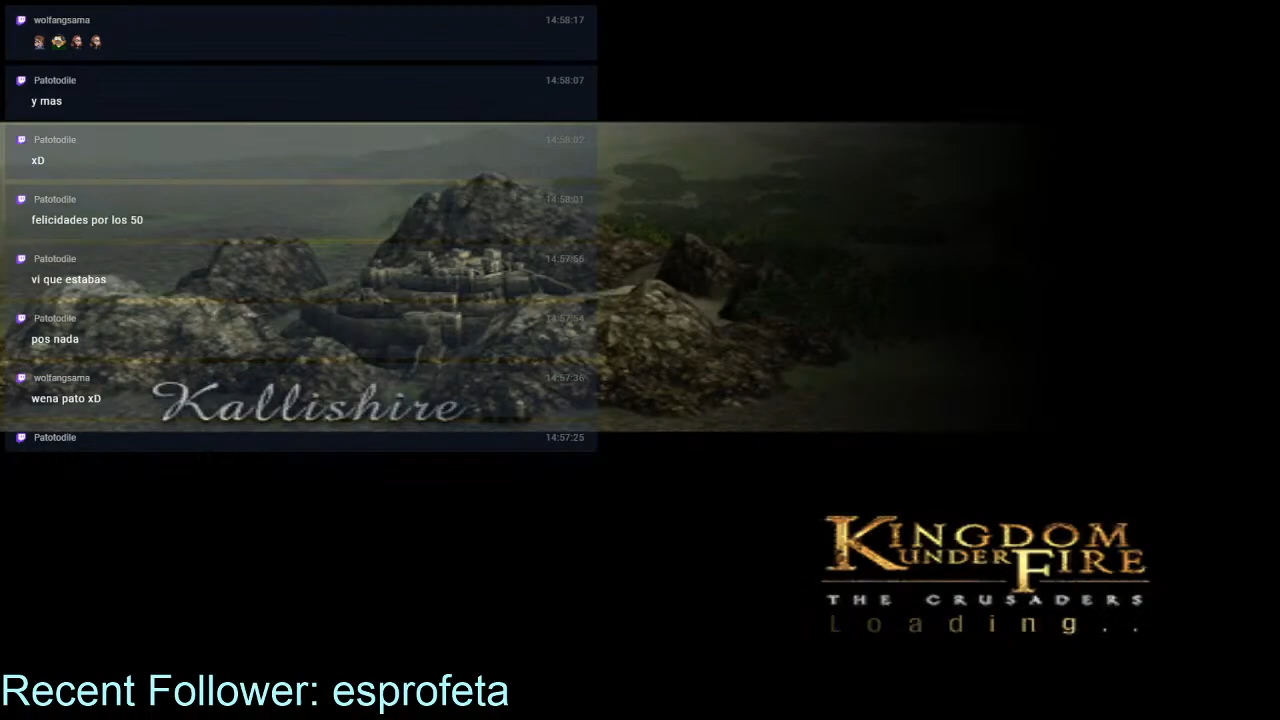 wolfangsama 14:58:17
Patotodile 14:58:07
y mas
Patotodile 14:58:02
xD
Patotodile 14:58:01
felicidades por los 50
Patotodile 14:57:56
vi que estabas
Patotodile 14:57:54
pos nada
wolfangsama 14:57:36
wena pato xD
Kallishire
Patotodile 14:57:25
KINGDOM
UNDER FIRE
THE CRUSADERS
Loading..
Recent Follower: esprofeta